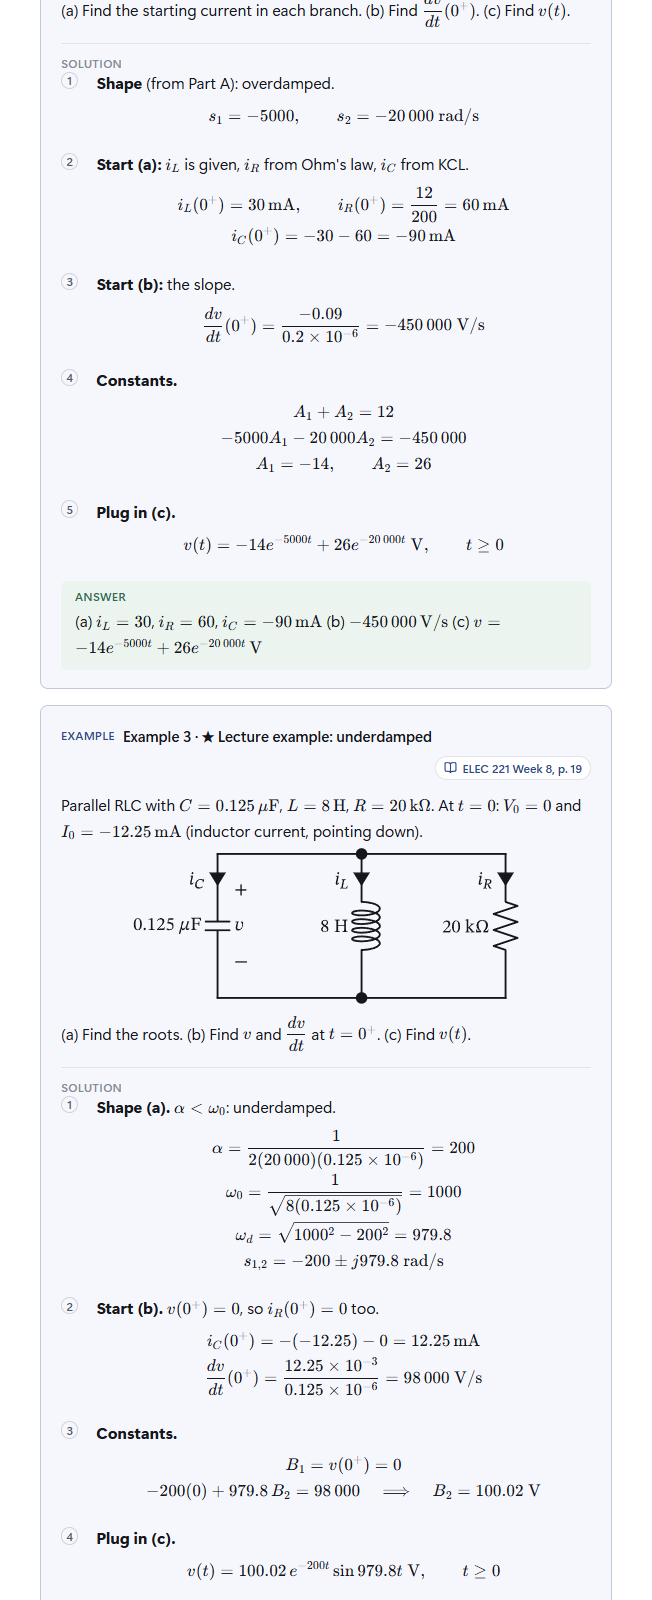 (a) Find the starting current in each branch. (b) Find dv/dt (0⁺). (c) Find v(t).
SOLUTION
1 Shape (from Part A): overdamped.
s₁ = −5000, s₂ = −20 000 rad/s
2 Start (a): i_L is given, i_R from Ohm's law, i_C from KCL.
i_L(0⁺) = 30 mA, i_R(0⁺) = 12/200 = 60 mA
i_C(0⁺) = −30 − 60 = −90 mA
3 Start (b): the slope.
dv/dt (0⁺) = −0.09/(0.2 × 10⁻⁶) = −450 000 V/s
4 Constants.
A₁ + A₂ = 12
−5000A₁ − 20 000A₂ = −450 000
A₁ = −14, A₂ = 26
5 Plug in (c).
v(t) = −14e^(−5000t) + 26e^(−20 000t) V, t ≥ 0
ANSWER
(a) i_L = 30, i_R = 60, i_C = −90 mA (b) −450 000 V/s (c) v =
−14e^(−5000t) + 26e^(−20 000t) V
EXAMPLE Example 3 · ★ Lecture example: underdamped
ELEC 221 Week 8, p. 19
Parallel RLC with C = 0.125 μF, L = 8 H, R = 20 kΩ. At t = 0: V₀ = 0 and
I₀ = −12.25 mA (inductor current, pointing down).
i_C + i_L i_R
0.125 μF v 8 H 20 kΩ
−
(a) Find the roots. (b) Find v and dv/dt at t = 0⁺. (c) Find v(t).
SOLUTION
1 Shape (a). α < ω₀: underdamped.
α = 1/(2(20 000)(0.125 × 10⁻⁶)) = 200
ω₀ = 1/√(8(0.125 × 10⁻⁶)) = 1000
ω_d = √(1000² − 200²) = 979.8
s₁,₂ = −200 ± j979.8 rad/s
2 Start (b). v(0⁺) = 0, so i_R(0⁺) = 0 too.
i_C(0⁺) = −(−12.25) − 0 = 12.25 mA
dv/dt (0⁺) = (12.25 × 10⁻³)/(0.125 × 10⁻⁶) = 98 000 V/s
3 Constants.
B₁ = v(0⁺) = 0
−200(0) + 979.8 B₂ = 98 000 ⟹ B₂ = 100.02 V
4 Plug in (c).
v(t) = 100.02 e^(−200t) sin 979.8t V, t ≥ 0